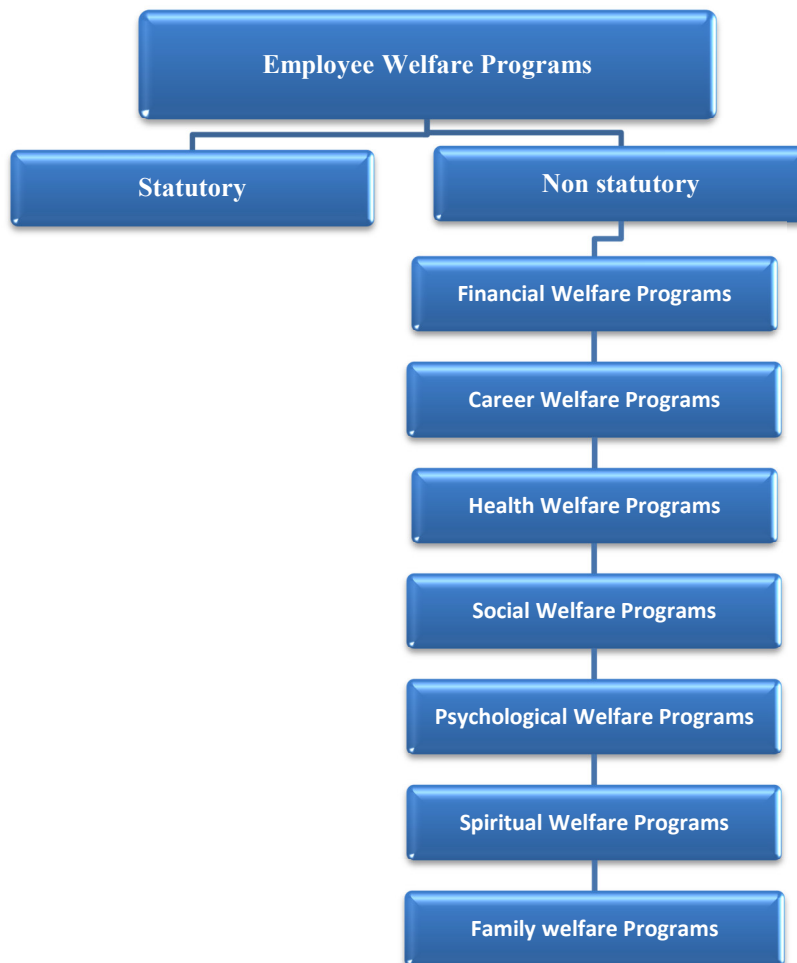 Employee Welfare Programs
Statutory
Non statutory
Financial Welfare Programs
Career Welfare Programs
Health Welfare Programs
Social Welfare Programs
Psychological Welfare Programs
Spiritual Welfare Programs
Family welfare Programs